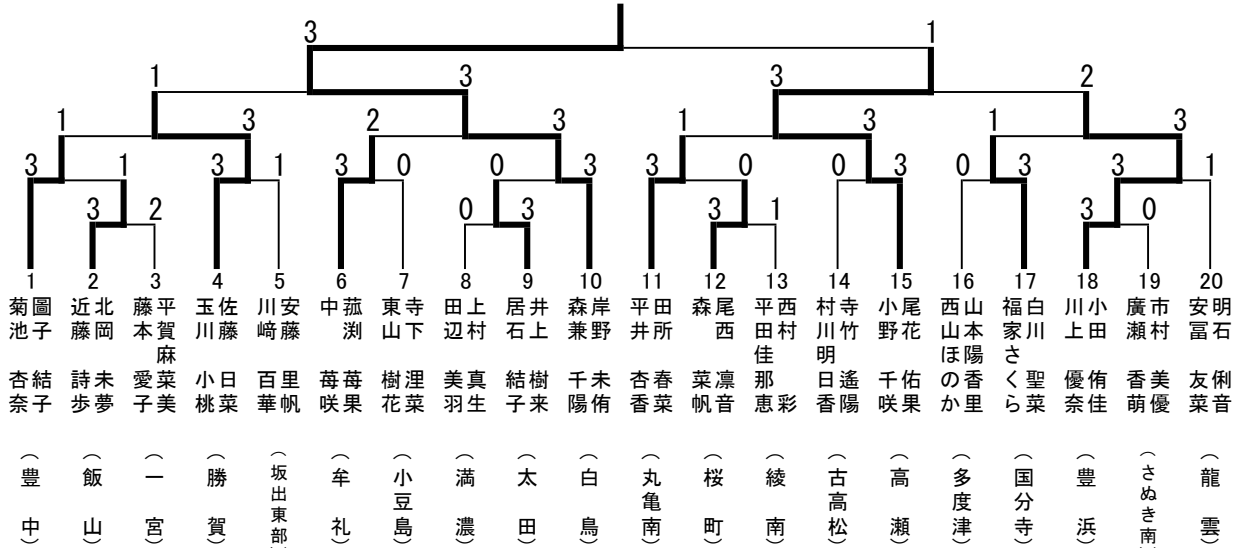 3 1
1 3 3 2
1 3 2 3 1 3 1 3
3 1 3 1 3 0 0 3 3 0 0 3 0 3 3 1
3 2 0 3 3 1 3 0
1 2 3 4 5 6 7 8 9 10 11 12 13 14 15 16 17 18 19 20
圖子 結子
菊池 杏奈
(豊中)
北岡 未夢
近藤 詩歩
(飯山)
平賀麻菜美
藤本 愛子
(一宮)
佐藤 日菜
玉川 小桃
(勝賀)
安藤 里帆
川﨑 百華
(坂出東部)
菰渕 苺果
中 苺咲
(牟礼)
寺下 浬菜
東山 樹花
(小豆島)
上村 真生
田辺 美羽
(満濃)
井上 樹来
居石 結子
(太田)
岸野 未侑
森兼 千陽
(白鳥)
田所 春菜
平井 杏香
(丸亀南)
尾西 凛音
森 菜帆
(桜町)
西村 彩
平田佳那恵
(綾南)
寺竹 遙陽
村川明日香
(古高松)
尾花 佑果
小野 千咲
(高瀬)
山本陽香里
西山ほのか
(多度津)
白川 聖菜
福家さくら
(国分寺)
小田 侑佳
川上 優奈
(豊浜)
市村 美優
廣瀬 香萌
(さぬき南)
明石 俐音
安冨 友菜
(龍雲)